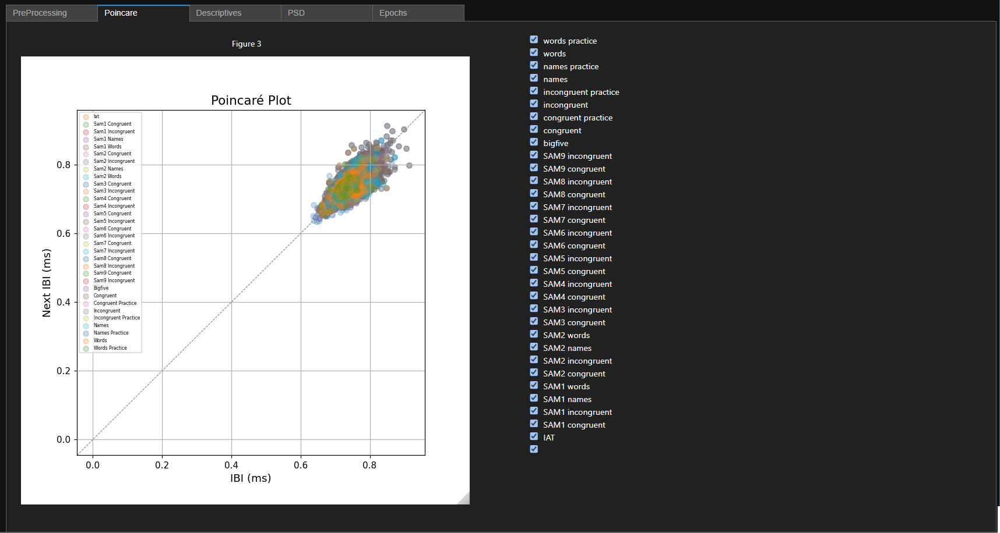 PreProcessing
Poincare
Descriptives
PSD
Epochs
Figure 3
Poincaré Plot
Iat
Sam1 Congruent
Sam1 Incongruent
Sam1 Names
Sam1 Words
Sam2 Congruent
Sam2 Incongruent
Sam2 Names
Sam2 Words
Sam3 Congruent
Sam3 Incongruent
Sam4 Congruent
Sam4 Incongruent
Sam5 Congruent
Sam5 Incongruent
Sam6 Congruent
Sam6 Incongruent
Sam7 Congruent
Sam7 Incongruent
Sam8 Congruent
Sam8 Incongruent
Sam9 Congruent
Sam9 Incongruent
Bigfive
Congruent
Congruent Practice
Incongruent
Incongruent Practice
Names
Names Practice
Words
Words Practice
Next IBI (ms)
0.8
0.6
0.4
0.2
0.0
0.0 0.2 0.4 0.6 0.8
IBI (ms)
words practice
words
names practice
names
incongruent practice
incongruent
congruent practice
congruent
bigfive
SAM9 incongruent
SAM9 congruent
SAM8 incongruent
SAM8 congruent
SAM7 incongruent
SAM7 congruent
SAM6 incongruent
SAM6 congruent
SAM5 incongruent
SAM5 congruent
SAM4 incongruent
SAM4 congruent
SAM3 incongruent
SAM3 congruent
SAM2 words
SAM2 names
SAM2 incongruent
SAM2 congruent
SAM1 words
SAM1 names
SAM1 incongruent
SAM1 congruent
IAT